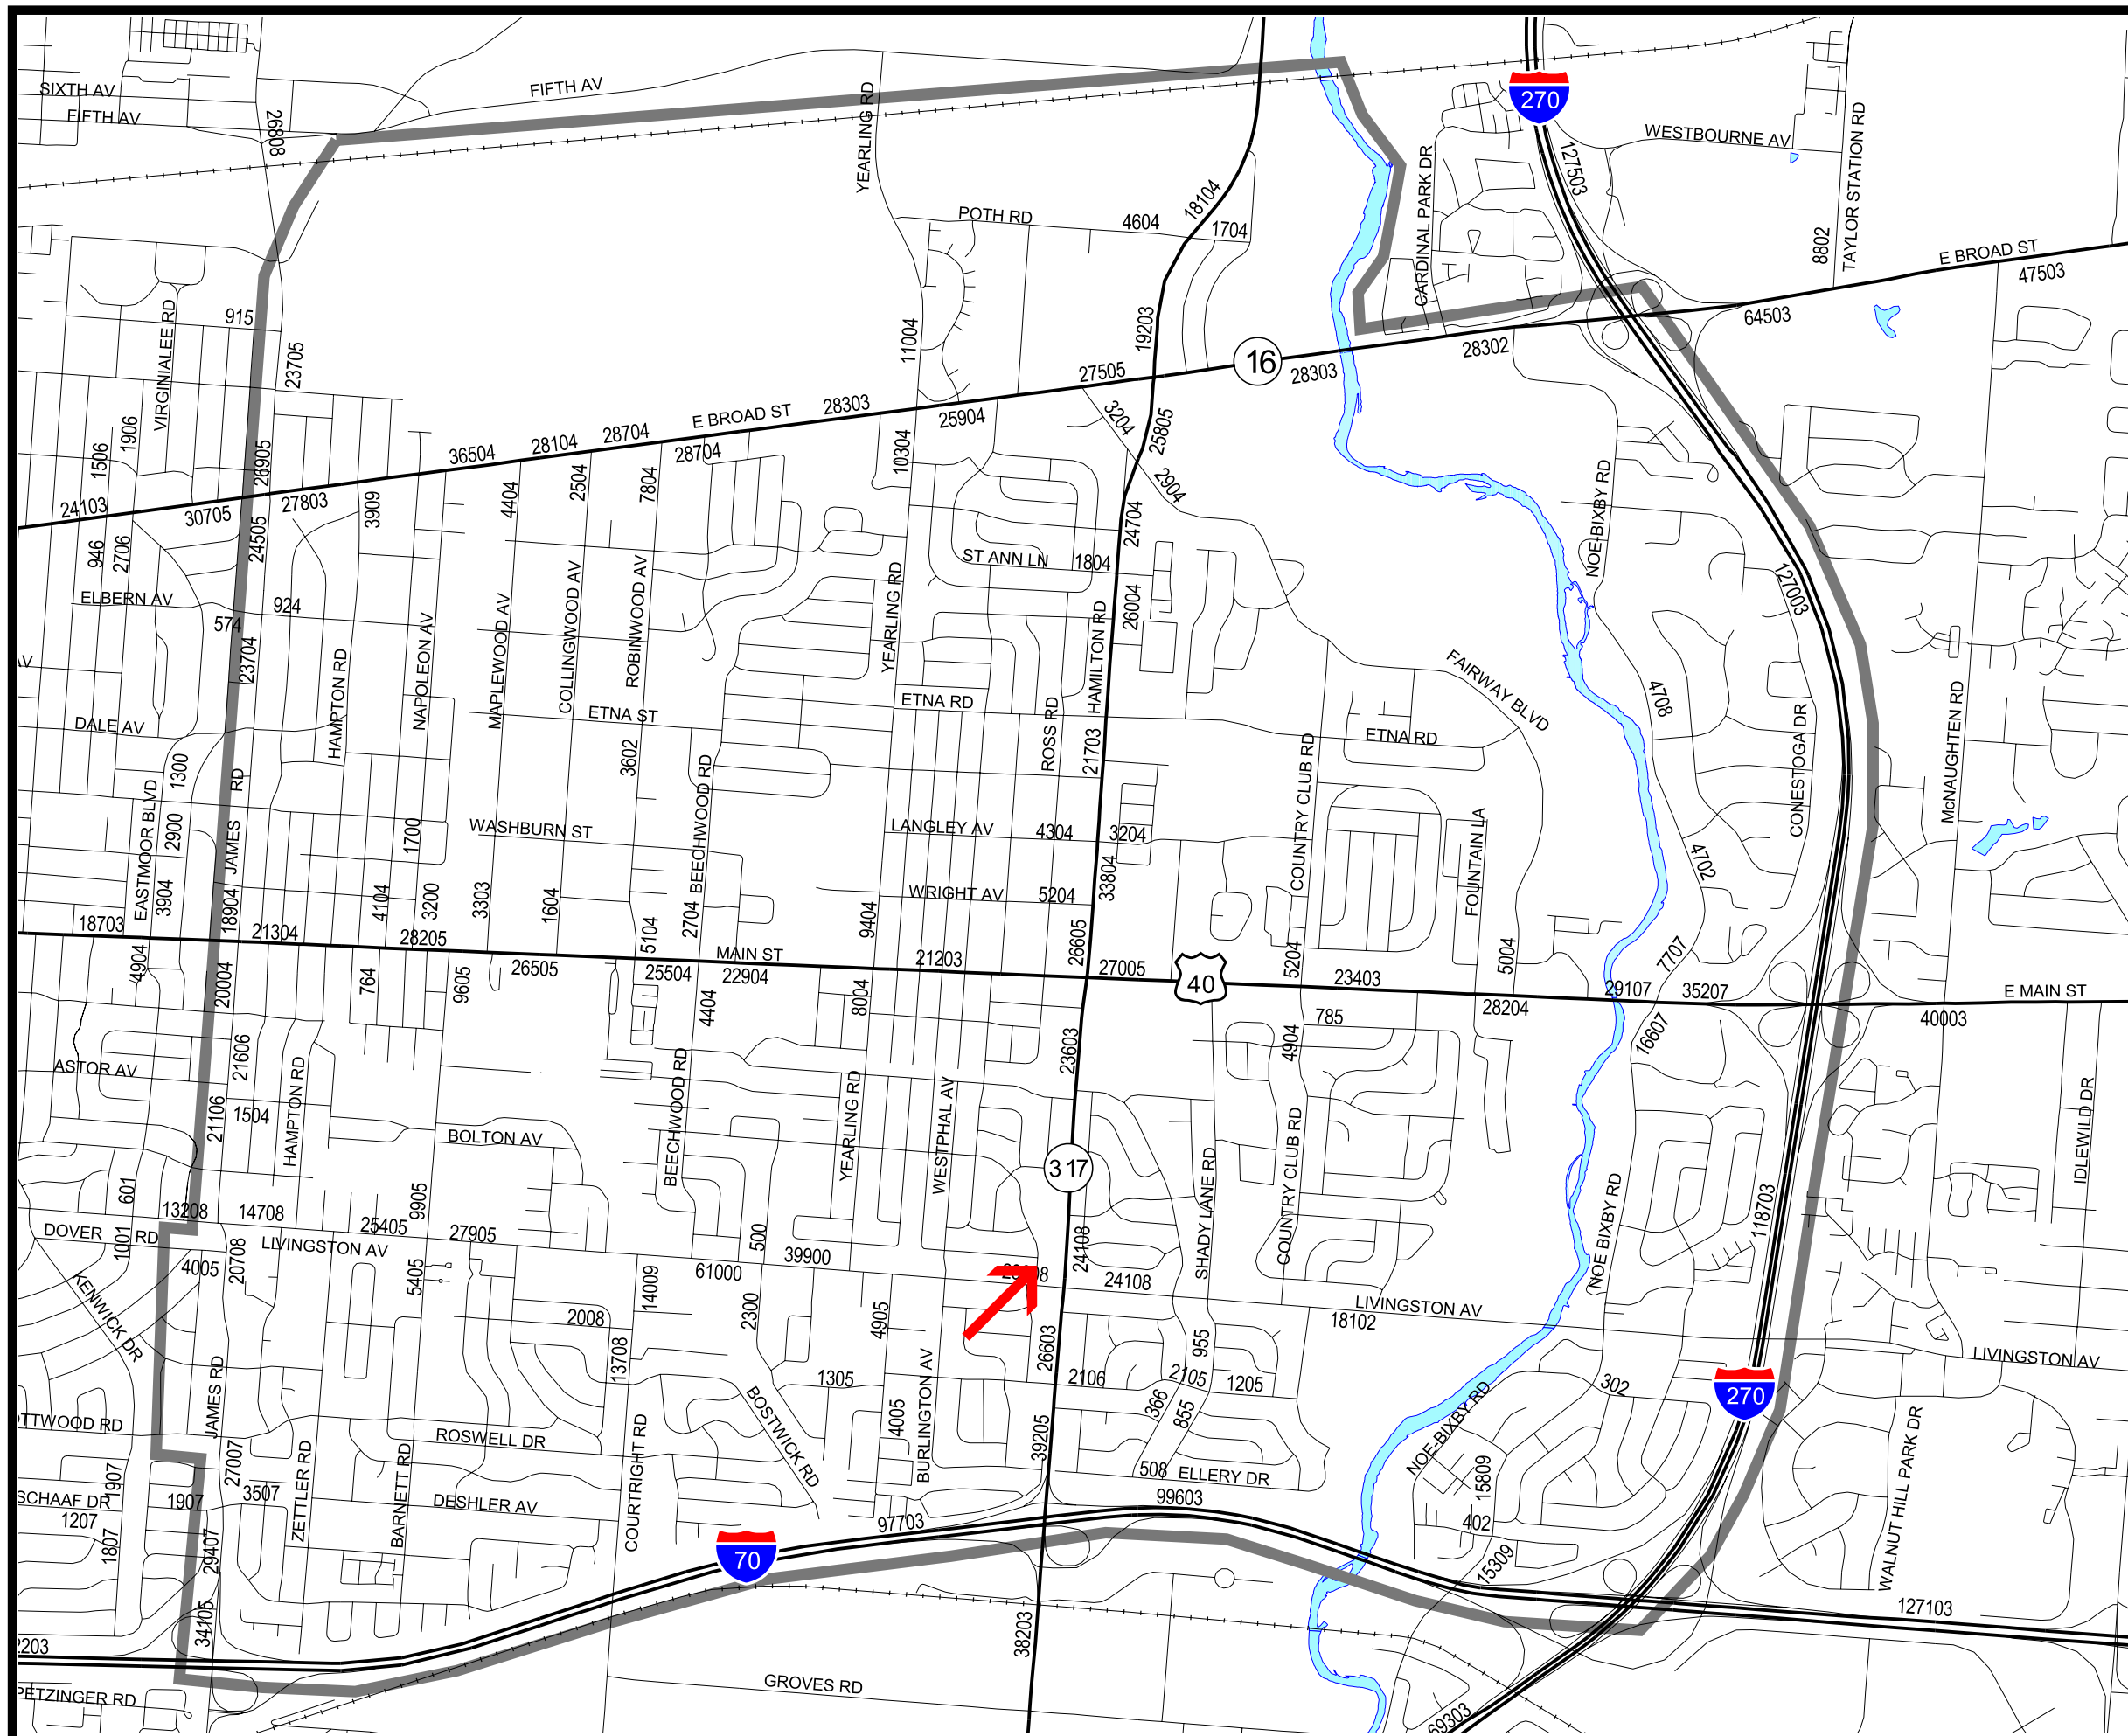 SIXTH AV
FIFTH AV
26808
FIFTH AV
YEARLING RD
270
127503
WESTBOURNE AV
TAYLOR STATION RD
8802
CARDINAL PARK DR
POTH RD
4604
1704
18104
E BROAD ST
47503
64503
915
VIRGINIALEE RD
23705
11004
19203
16
28302
28303
27505
25904
28303
E BROAD ST
28704
28704
28104
36504
3204
25805
2904
1906
1506
26905
24103
30705
27803
3909
4404
2504
7804
10304
24704
NOE-BIXBY RD
946
2706
24505
ST ANN LN
1804
127003
ELBERN AV
924
574
23704
HAMPTON RD
NAPOLEON AV
MAPLEWOOD AV
COLLINGWOOD AV
ROBINWOOD AV
YEARLING RD
HAMILTON RD
26004
FAIRWAY BLVD
4708
DALE AV
ETNA ST
ETNA RD
ROSS RD
21703
ETNA RD
COUNTRY CLUB RD
CONESTOGA DR
McNAUGHTEN RD
1300
RD
JAMES
3602
BEECHWOOD RD
EASTMOOR BLVD
2900
3904
18904
1700
WASHBURN ST
LANGLEY AV
4304
3204
33804
FOUNTAIN LA
4702
4104
3200
3303
1604
5104
2704
9404
WRIGHT AV
5204
26605
18703
21304
28205
MAIN ST
21203
27005
40
5204
23403
5004
7707
29107
35207
E MAIN ST
40003
4904
20004
764
9605
26505
25504
22904
4404
8004
28204
785
4904
16607
23603
ASTOR AV
21606
HAMPTON RD
21106
1504
BOLTON AV
BEECHWOOD RD
YEARLING RD
WESTPHAL AV
317
SHADY LANE RD
COUNTRY CLUB RD
NOE BIXBY RD
118703
IDLEWILD DR
601
13208
14708
25405
9905
27905
500
DOVER RD
1001
4005
20708
LIVINGSTON AV
5405
61000
39900
24108
24108
LIVINGSTON AV
18102
LIVINGSTON AV
KENWICK DR
14009
2008
13708
2300
4905
26603
955
JAMES RD
BURLINGTON AV
1305
2106
2105
1205
366
855
302
270
OTTWOOD RD
ROSWELL DR
BOSTWICK RD
4005
39205
NOE-BIXBY RD
WALNUT HILL PARK DR
27007
ZETTLER RD
BARNETT RD
COURTRIGHT RD
508
ELLERY DR
15809
SCHAAF DR
1907
1907
3507
DESHLER AV
97703
99603
402
1207
1807
29407
70
15309
127103
34105
38203
2203
PETZINGER RD
GROVES RD
69303